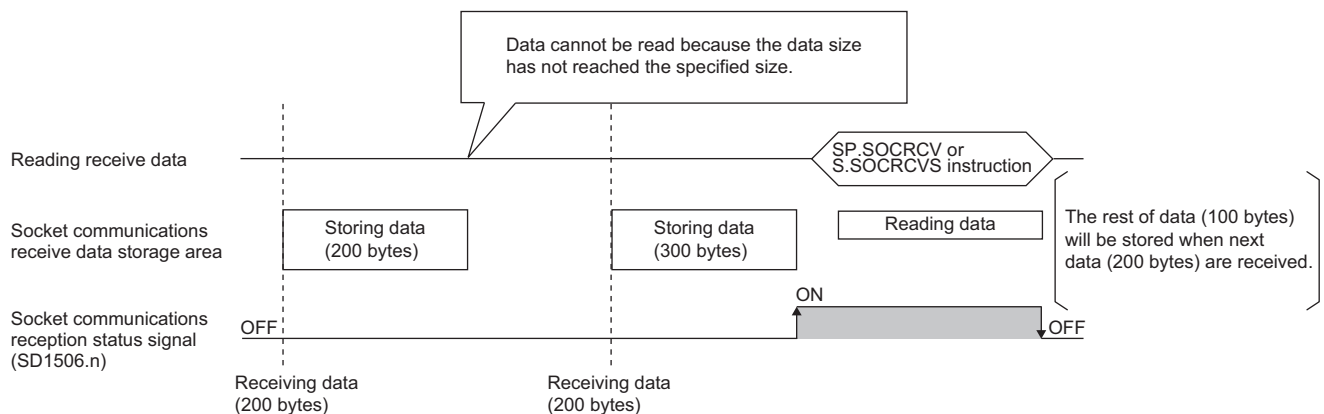 Data cannot be read because the data size
has not reached the specified size.
Reading receive data
SP.SOCRCV or
S.SOCRCVS instruction
Socket communications
receive data storage area
Storing data
(200 bytes)
Storing data
(300 bytes)
Reading data
The rest of data (100 bytes)
will be stored when next
data (200 bytes) are received.
Socket communications
reception status signal
(SD1506.n)
OFF
ON
OFF
Receiving data
(200 bytes)
Receiving data
(200 bytes)